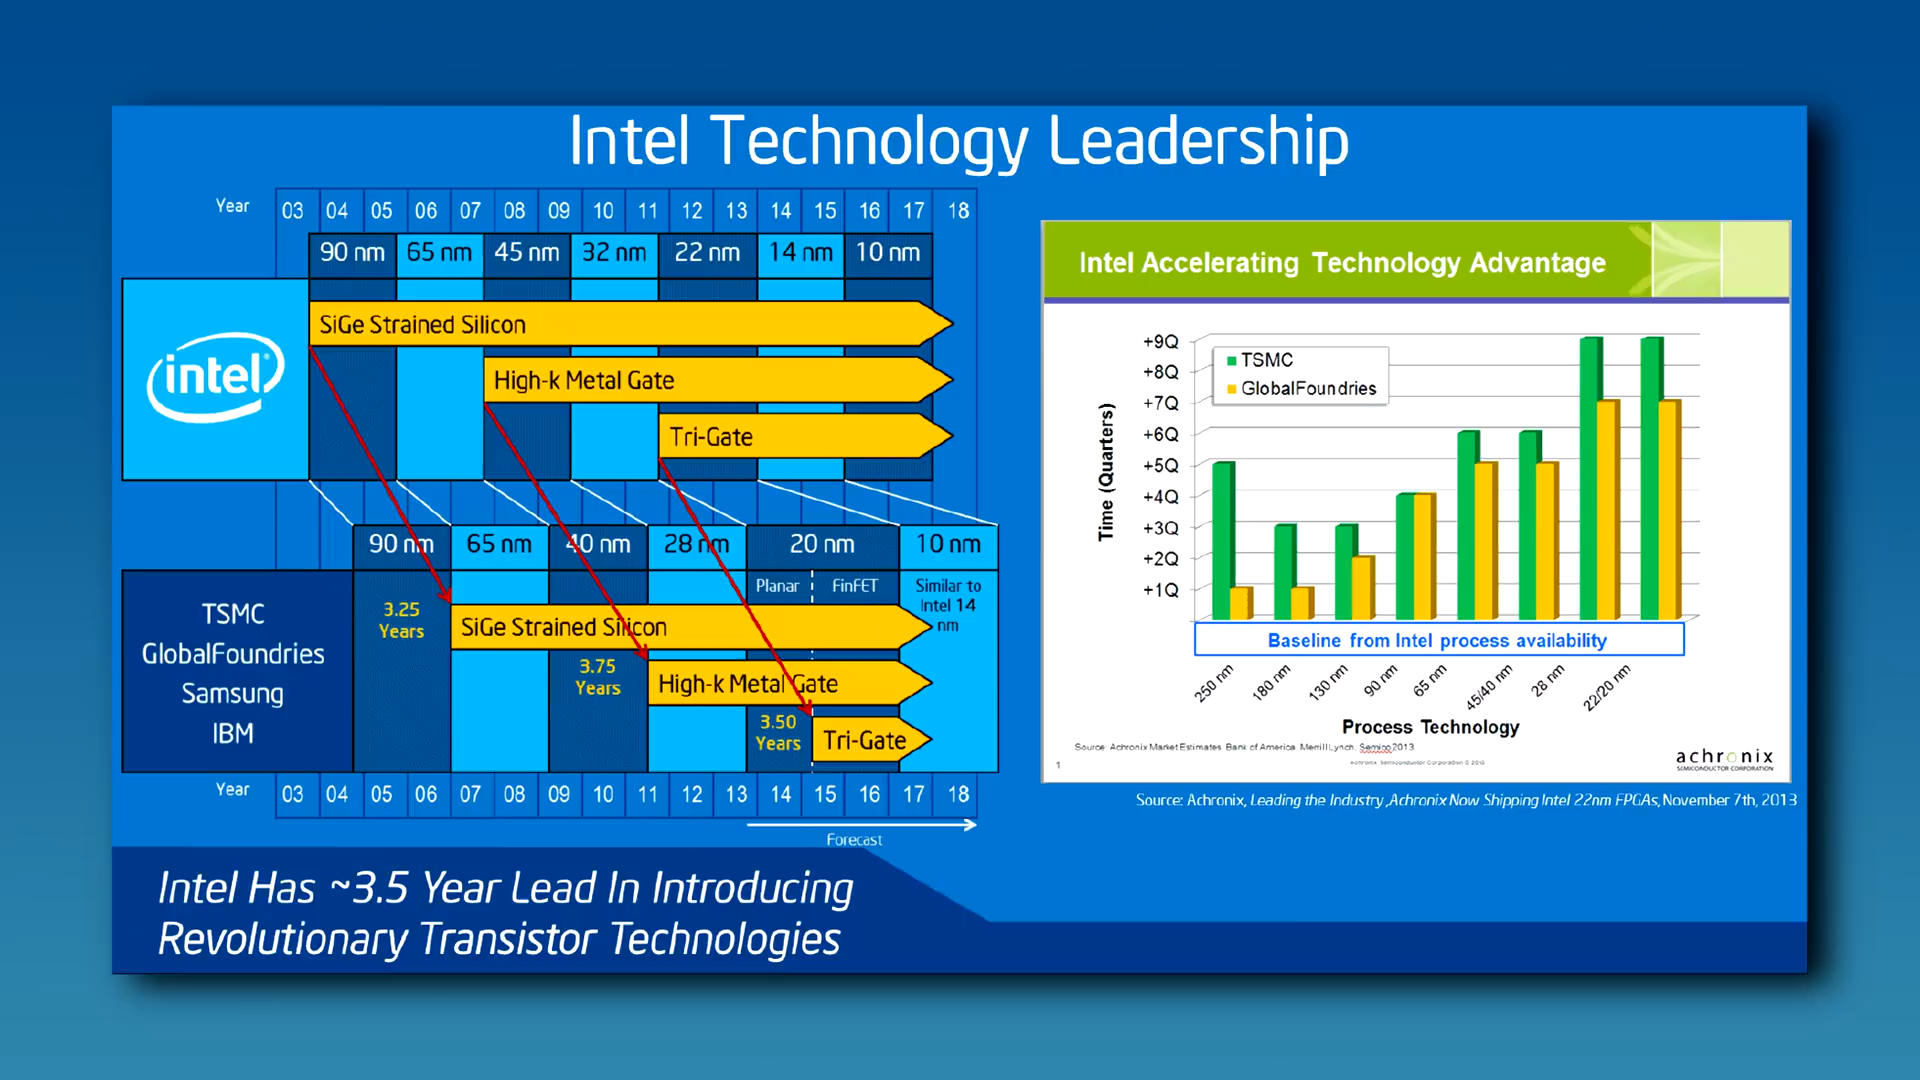 Intel Technology Leadership
Year 03 04 05 06 07 08 09 10 11 12 13 14 15 16 17 18
90 nm 65 nm 45 nm 32 nm 22 nm 14 nm 10 nm
intel®
SiGe Strained Silicon
High-k Metal Gate
Tri-Gate
90 nm 65 nm 40 nm 28 nm 20 nm 10 nm
Planar FinFET
Similar to
Intel 14
nm
TSMC
GlobalFoundries
Samsung
IBM
3.25
Years
SiGe Strained Silicon
3.75
Years
High-k Metal Gate
3.50
Years
Tri-Gate
Year 03 04 05 06 07 08 09 10 11 12 13 14 15 16 17 18
Forecast
Intel Has ~3.5 Year Lead In Introducing
Revolutionary Transistor Technologies
Intel Accelerating Technology Advantage
TSMC
GlobalFoundries
Time (Quarters)
+9Q
+8Q
+7Q
+6Q
+5Q
+4Q
+3Q
+2Q
+1Q
Baseline from Intel process availability
250 nm 180 nm 130 nm 90 nm 65 nm 45/40 nm 28 nm 22/20 nm
Process Technology
Source: Achronix Market Estimates. Bank of America. Merrill Lynch, Semico 2013
1
achronix
SEMICONDUCTOR CORPORATION
Source: Achronix, Leading the Industry ,Achronix Now Shipping Intel 22nm FPGAs, November 7th, 2013